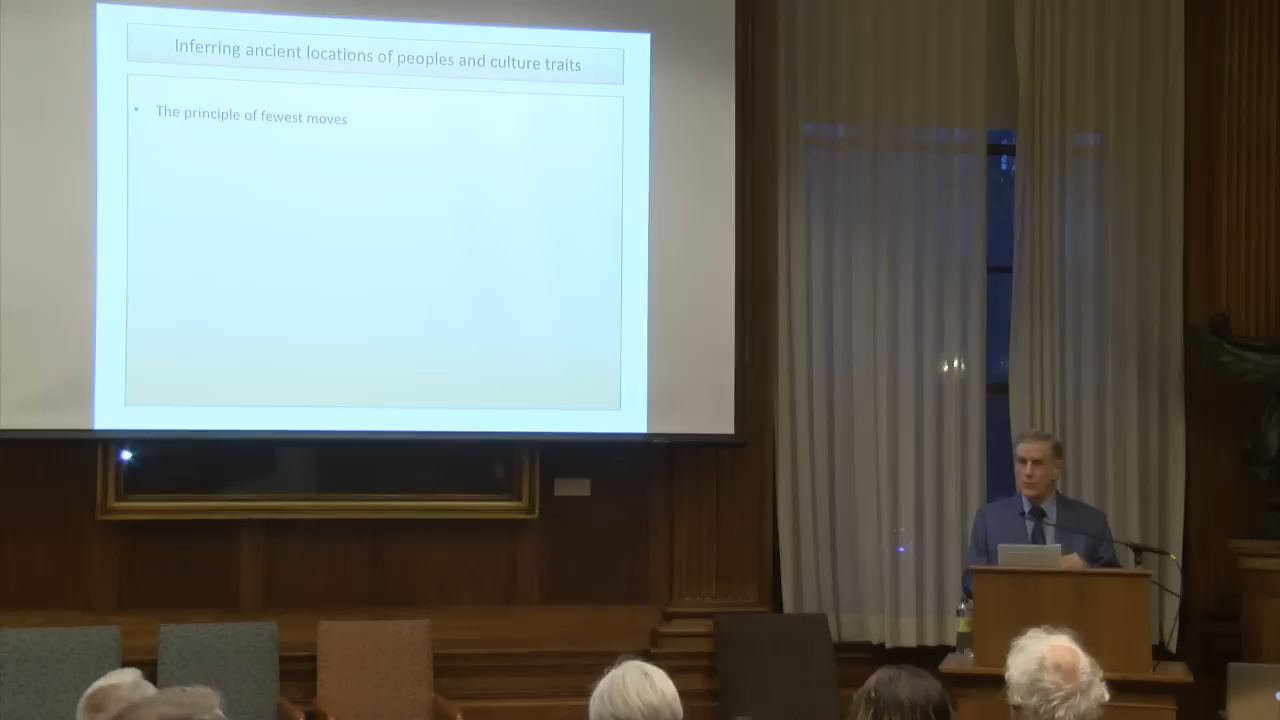 Inferring ancient locations of peoples and culture traits
• The principle of fewest moves